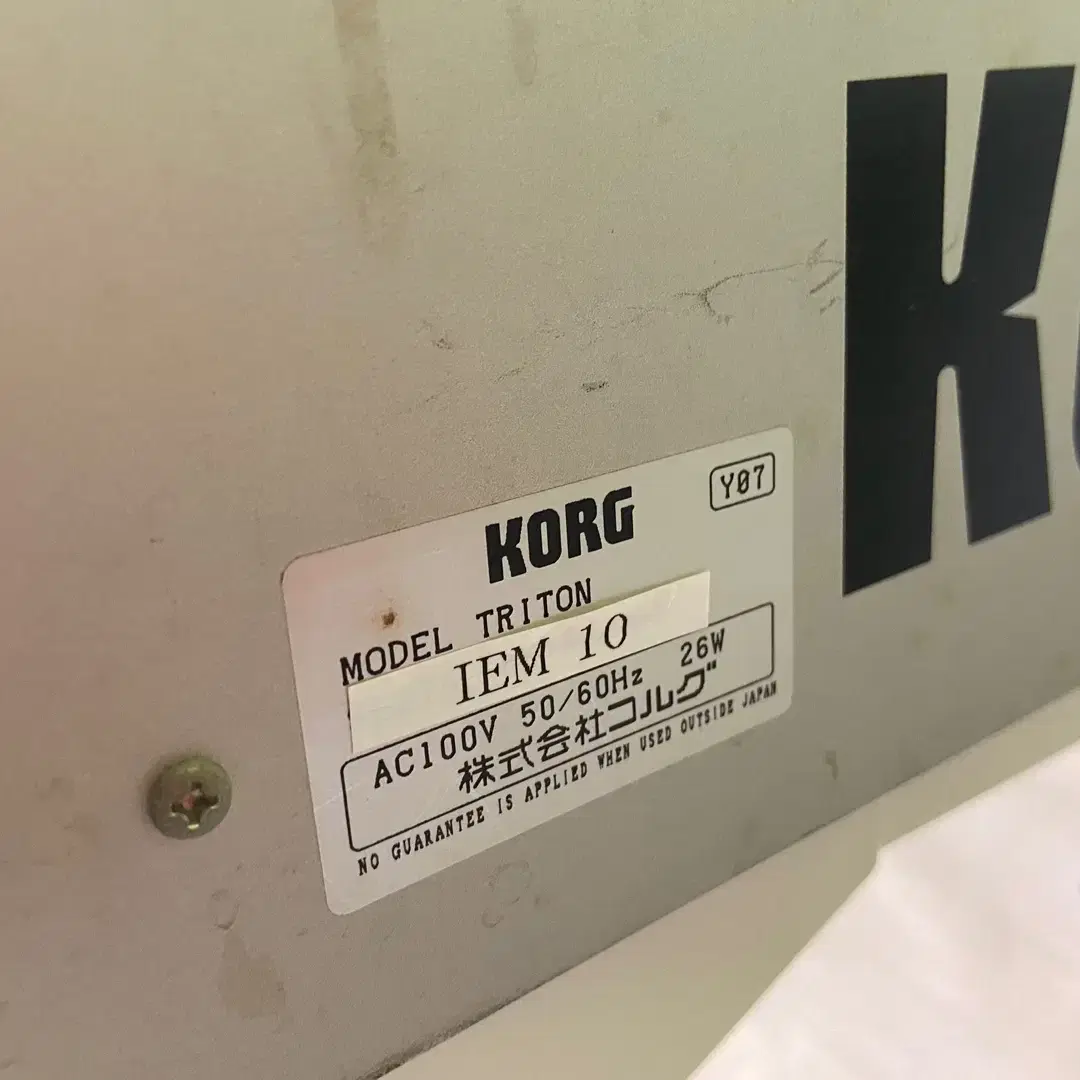 Y07
KORG
MODEL TRITON
IEM 10
AC100V 50/60Hz 26W
株式会社コルグ
NO GUARANTEE IS APPLIED WHEN USED OUTSIDE JAPAN
K